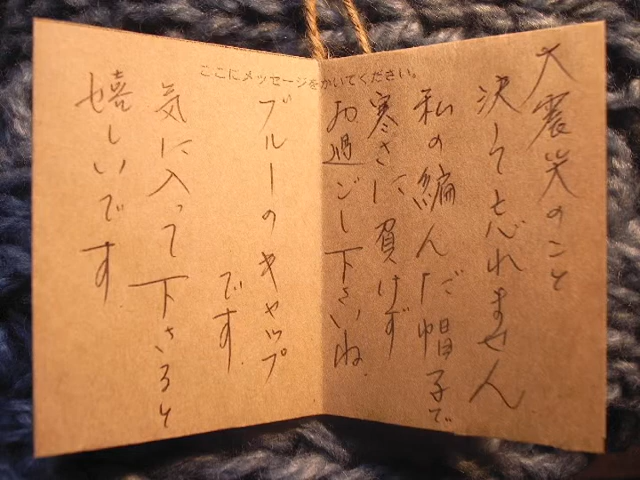 ここにメッセージをかいてください。
大震災のこと
決して忘れません
私の編んだ帽子で
寒さに負けず
お過ごし下さいね
ブルーのキャップ
です
気に入って下さると
嬉しいです